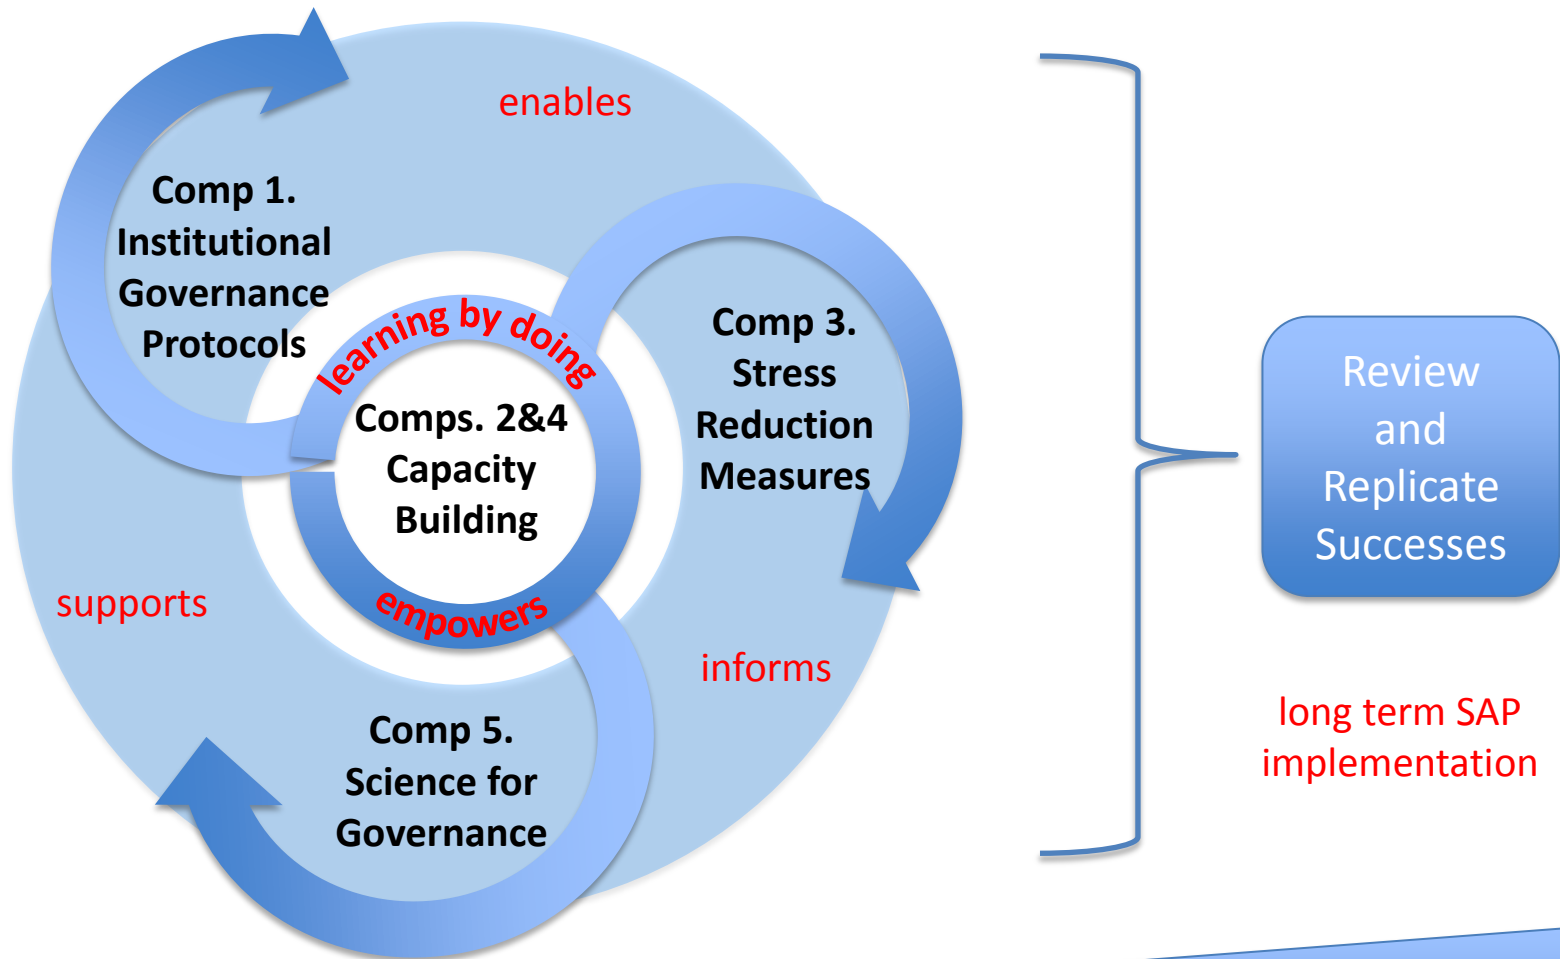 enables
Comp 1.
Institutional
Governance
Protocols
learning by doing
Comps. 2&4
Capacity
Building
empowers
Comp 3.
Stress
Reduction
Measures
supports
informs
Comp 5.
Science for
Governance
Review
and
Replicate
Successes
long term SAP
implementation